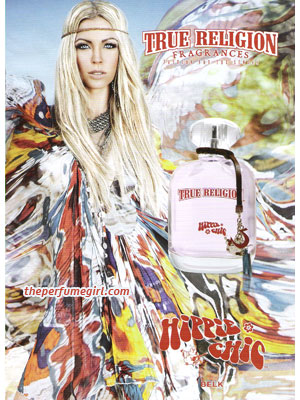 TRUE RELIGION
FRAGRANCES
TRUE RELIGION
Hippie
chic
theperfumegirl.com
HiPPie
CHiC
BELK